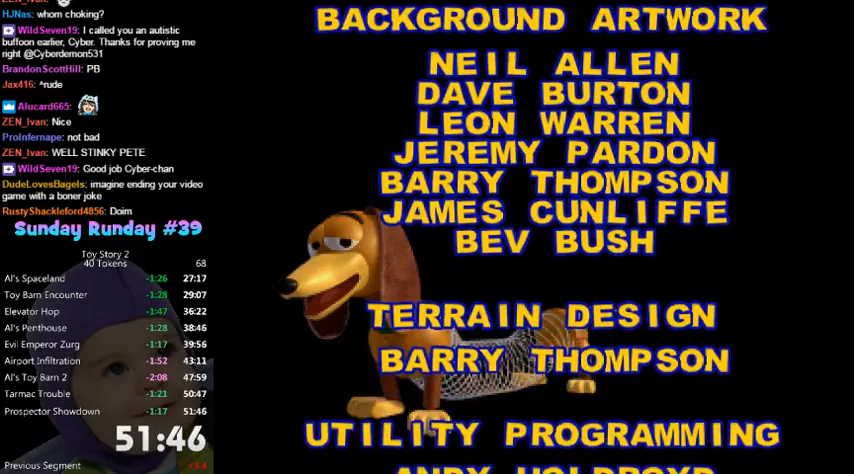 HJNas: whom choking?
WildSeven19: I called you an autistic
buffoon earlier, Cyber. Thanks for proving me
right @Cyberdemon531
BrandonScottHill: PB
Jax416: ^rude
Alucard665:
ZEN_Ivan: Nice
ProInfernape: not bad
ZEN_Ivan: WELL STINKY PETE
WildSeven19: Good job Cyber-chan
DudeLovesBagels: imagine ending your video
game with a boner joke
RustyShackleford4856: Doim
Sunday Runday #39
Toy Story 2
40 Tokens 68
Al's Spaceland -1:26 27:17
Toy Barn Encounter -1:28 29:07
Elevator Hop -1:47 36:22
Al's Penthouse -1:28 38:46
Evil Emperor Zurg -1:17 39:56
Airport Infiltration -1:52 43:11
Al's Toy Barn 2 -2:08 47:59
Tarmac Trouble -1:21 50:47
Prospector Showdown -1:17 51:46
51:46
Previous Segment
BACKGROUND ARTWORK
NEIL ALLEN
DAVE BURTON
LEON WARREN
JEREMY PARDON
BARRY THOMPSON
JAMES CUNLIFFE
BEV BUSH
TERRAIN DESIGN
BARRY THOMPSON
UTILITY PROGRAMMING
ANDY HOLDROYD